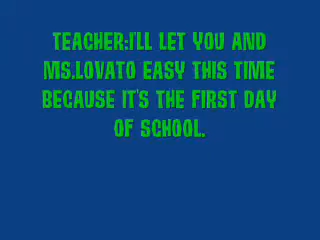 TEACHER:I'LL LET YOU AND
MS.LOVATO EASY THIS TIME
BECAUSE IT'S THE FIRST DAY
OF SCHOOL.